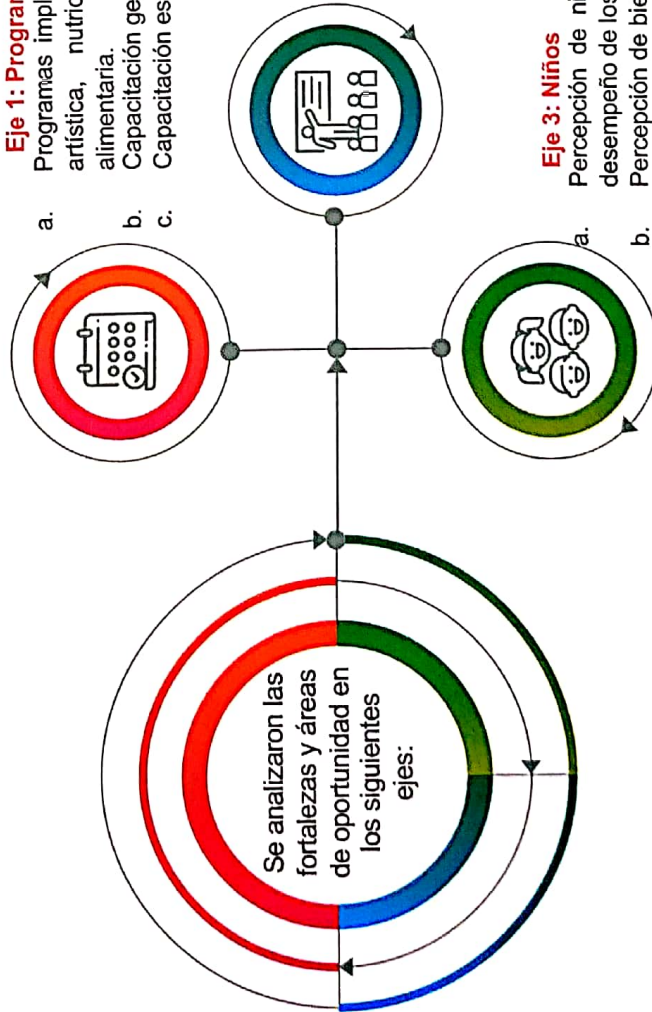 Se analizaron las
fortalezas y áreas
de oportunidad en
los siguientes
ejes:
Eje 1: Program
a. Programas impl
artística, nutric
alimentaria.
b. Capacitación ge
c. Capacitación es
Eje 3: Niños
a. Percepción de ni
desempeño de los
b. Percepción de bie